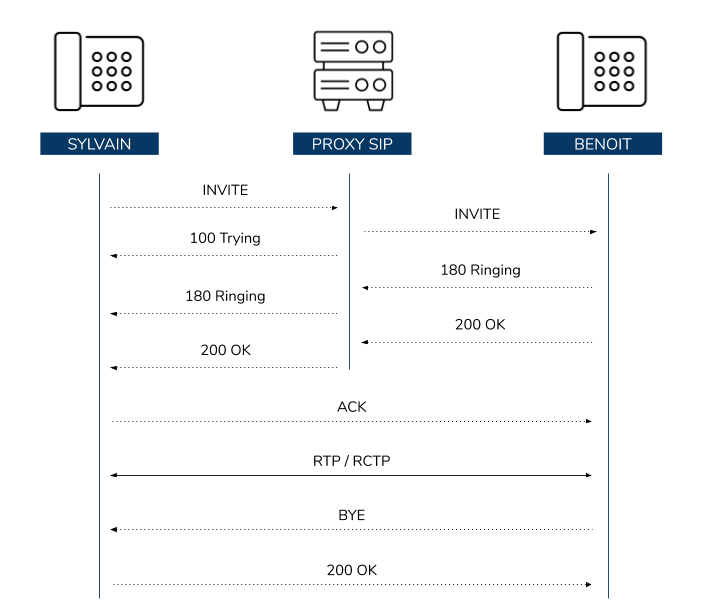 SYLVAIN
PROXY SIP
BENOIT
INVITE
INVITE
100 Trying
180 Ringing
180 Ringing
200 OK
200 OK
ACK
RTP / RCTP
BYE
200 OK